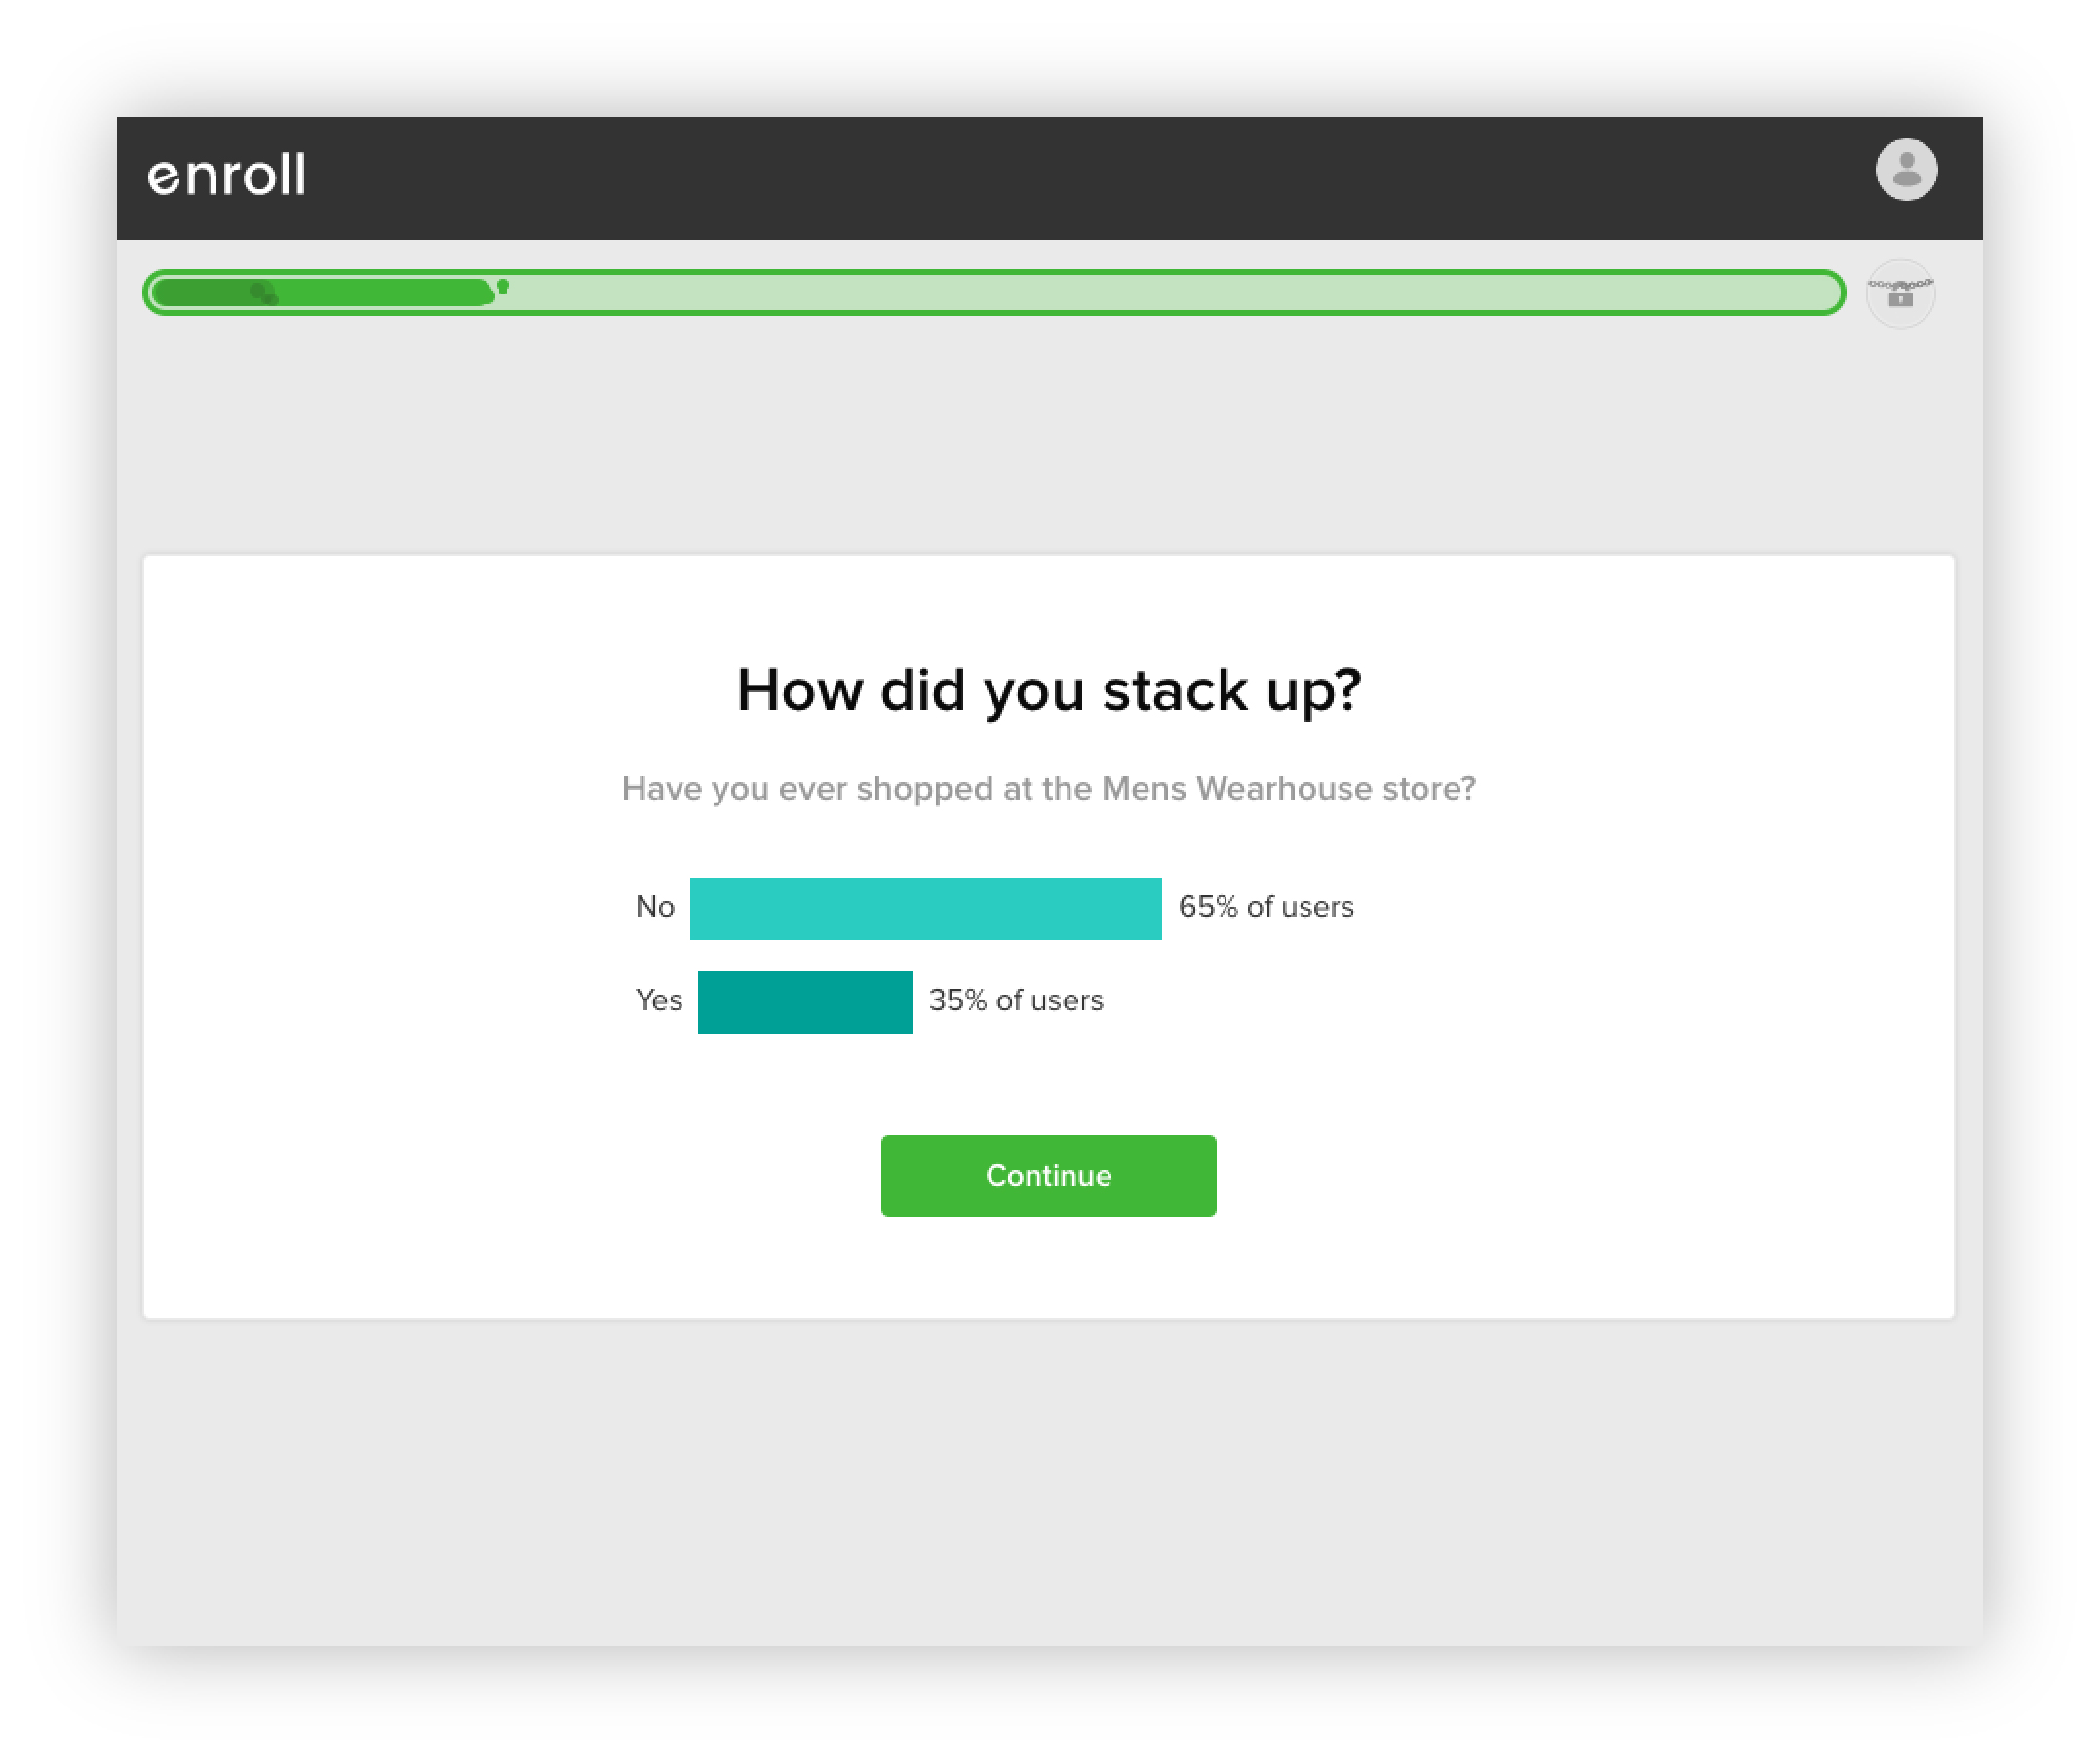 enroll
How did you stack up?
Have you ever shopped at the Mens Wearhouse store?
No 65% of users
Yes 35% of users
Continue